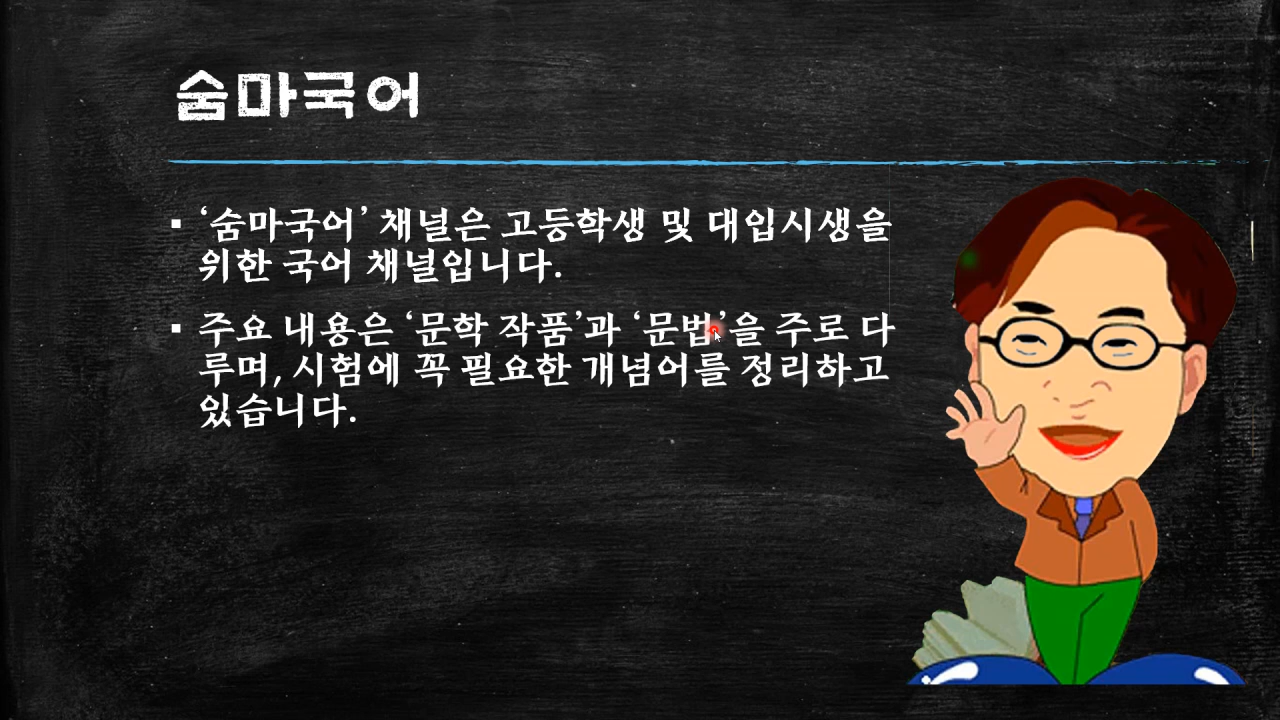 숨마국어
▪ ‘숨마국어’ 채널은 고등학생 및 대입시생을
위한 국어 채널입니다.
▪ 주요 내용은 ‘문학 작품’과 ‘문법’을 주로 다
루며, 시험에 꼭 필요한 개념어를 정리하고
있습니다.